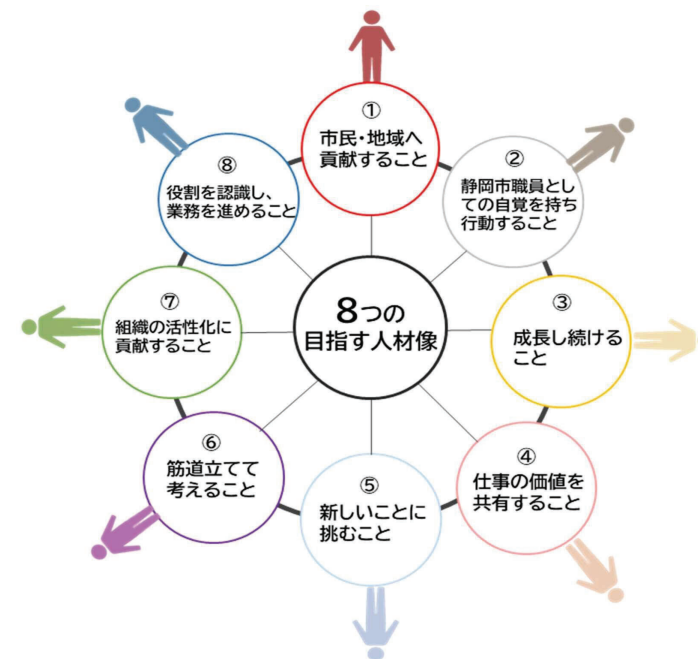 8つの
目指す人材像
①
市民・地域へ
貢献すること
②
静岡市職員とし
ての自覚を持ち
行動すること
③
成長し続ける
こと
④
仕事の価値を
共有すること
⑤
新しいことに
挑むこと
⑥
筋道立てて
考えること
⑦
組織の活性化に
貢献すること
⑧
役割を認識し、
業務を進めること